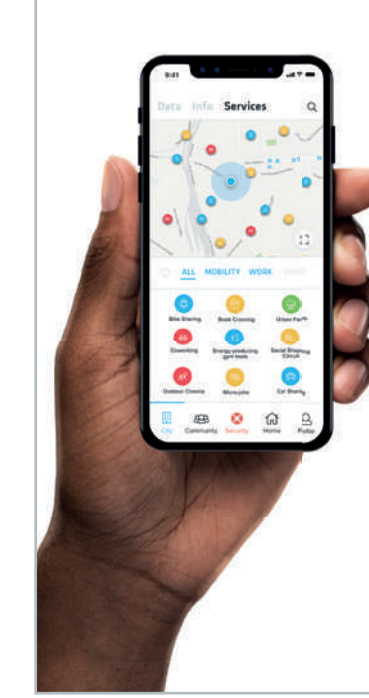 9:41
Data Info Services
ALL MOBILITY WORK
Bike Sharing Book Crossing Urban Farm
Coworking Energy producing gym tools Social Shopping Circuit
Outdoor Cinema Car Sharing
City Community Security Home Profile